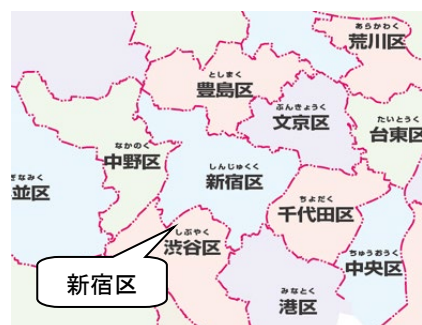 あらかわく
荒川区
としまく
豊島区
ぶんきょうく
文京区
たいとうく
台東区
なかのく
中野区
しんじゅくく
新宿区
ぎなみく
並区
ちよだく
千代田区
しぶやく
渋谷区
ちゅうおうく
中央区
新宿区
みなとく
港区